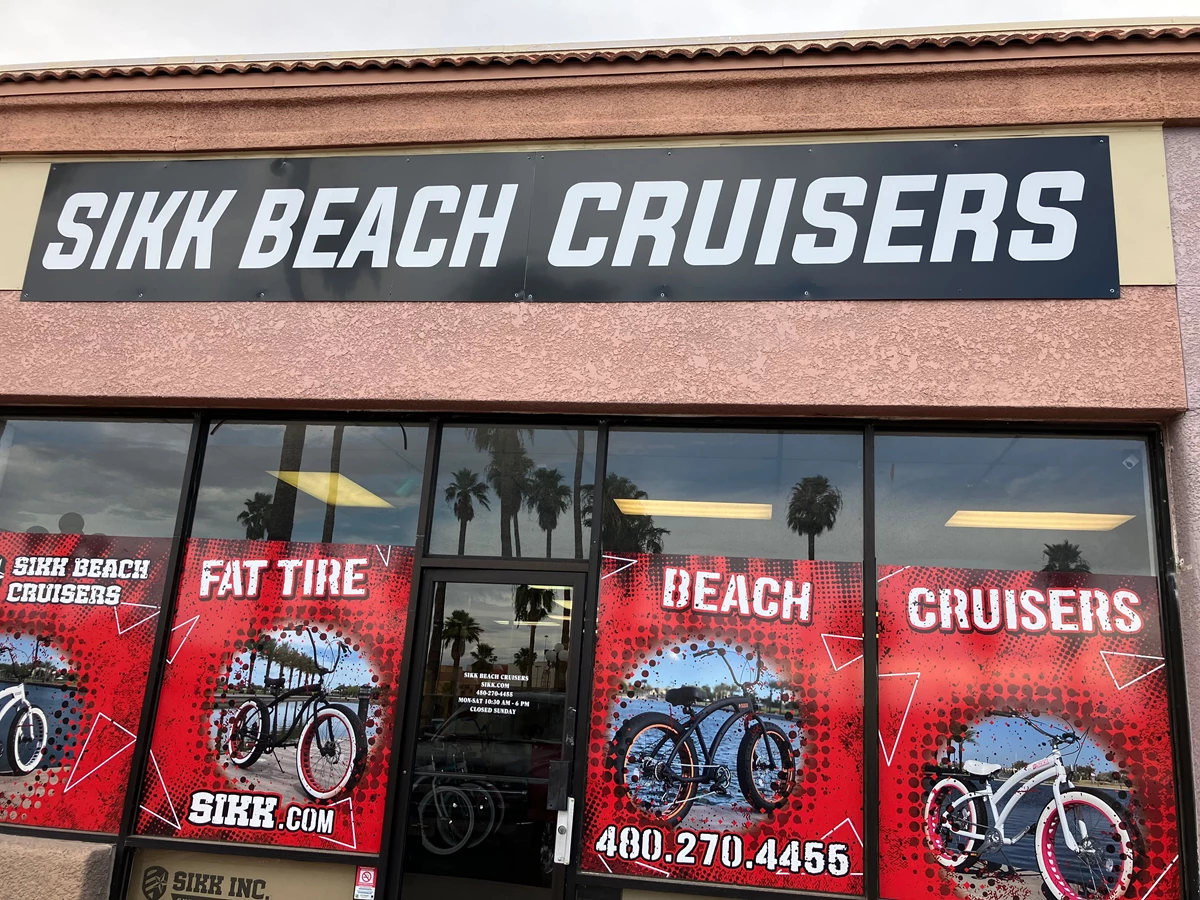 SIKK BEACH CRUISERS
SIKK BEACH
CRUISERS
FAT TIRE
BEACH
CRUISERS
SIKK BEACH CRUISERS
SIKK.COM
480-270-4455
MON-SAT 10:30 AM - 6 PM
CLOSED SUNDAY
SIKK.COM
480.270.4455
SIKK INC.